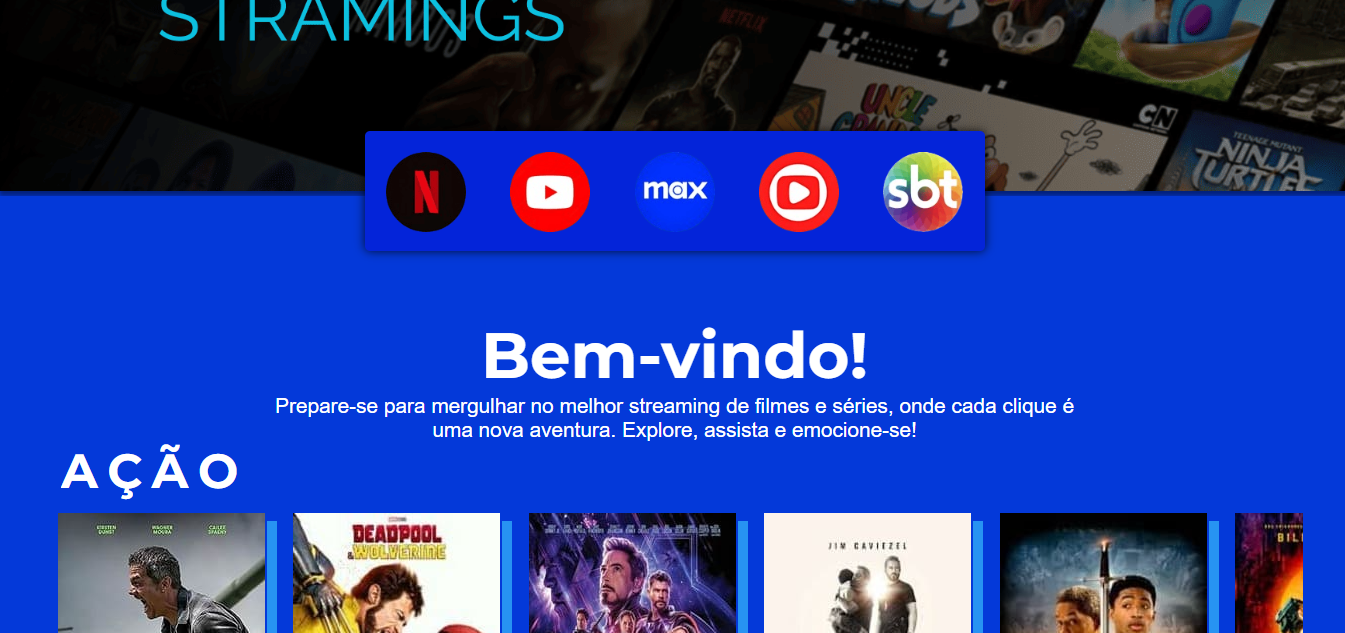 STRAMINGS
NETFLIX
UNCLE
GRANDPA
CN
TEENAGE MUTANT
NINJA
TURTLES
N
max
sbt
Bem-vindo!
Prepare-se para mergulhar no melhor streaming de filmes e séries, onde cada clique é
uma nova aventura. Explore, assista e emocione-se!
AÇÃO
KIRSTEN DUNST
WAGNER MOURA
CAILEE SPAENY
DEADPOOL
& WOLVERINE
JIM CAVIEZEL
BIL